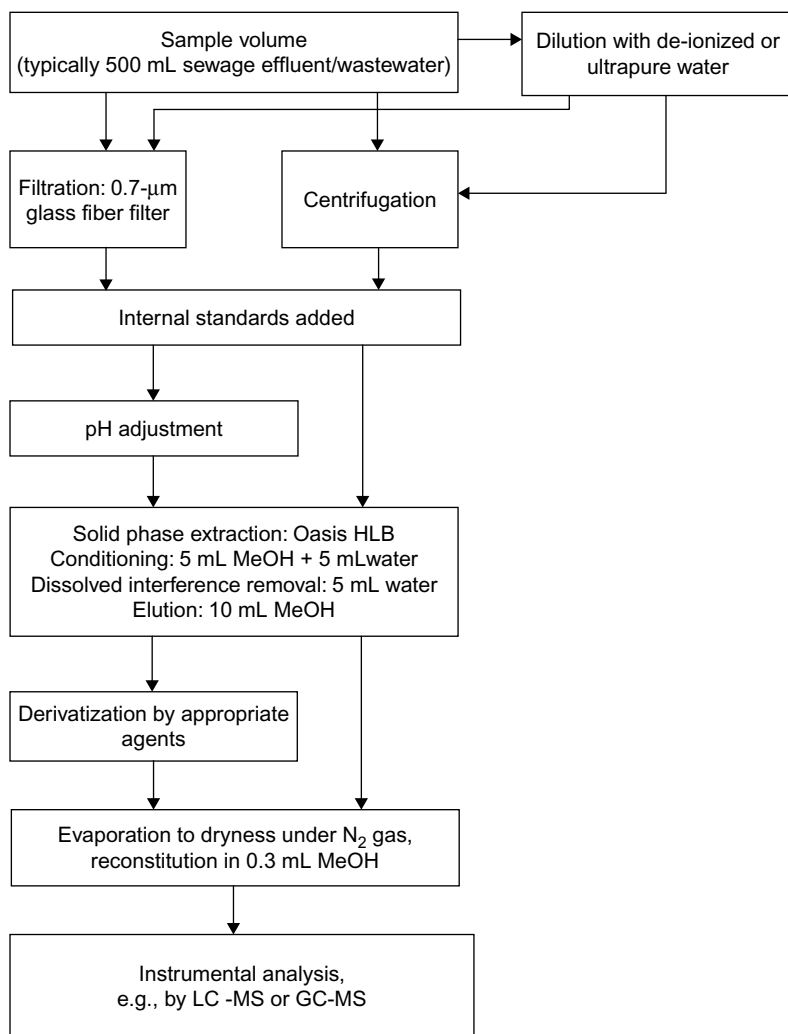 Sample volume
(typically 500 mL sewage effluent/wastewater)
Dilution with de-ionized or
ultrapure water
Filtration: 0.7-μm
glass fiber filter
Centrifugation
Internal standards added
pH adjustment
Solid phase extraction: Oasis HLB
Conditioning: 5 mL MeOH + 5 mLwater
Dissolved interference removal: 5 mL water
Elution: 10 mL MeOH
Derivatization by appropriate
agents
Evaporation to dryness under N₂ gas,
reconstitution in 0.3 mL MeOH
Instrumental analysis,
e.g., by LC -MS or GC-MS